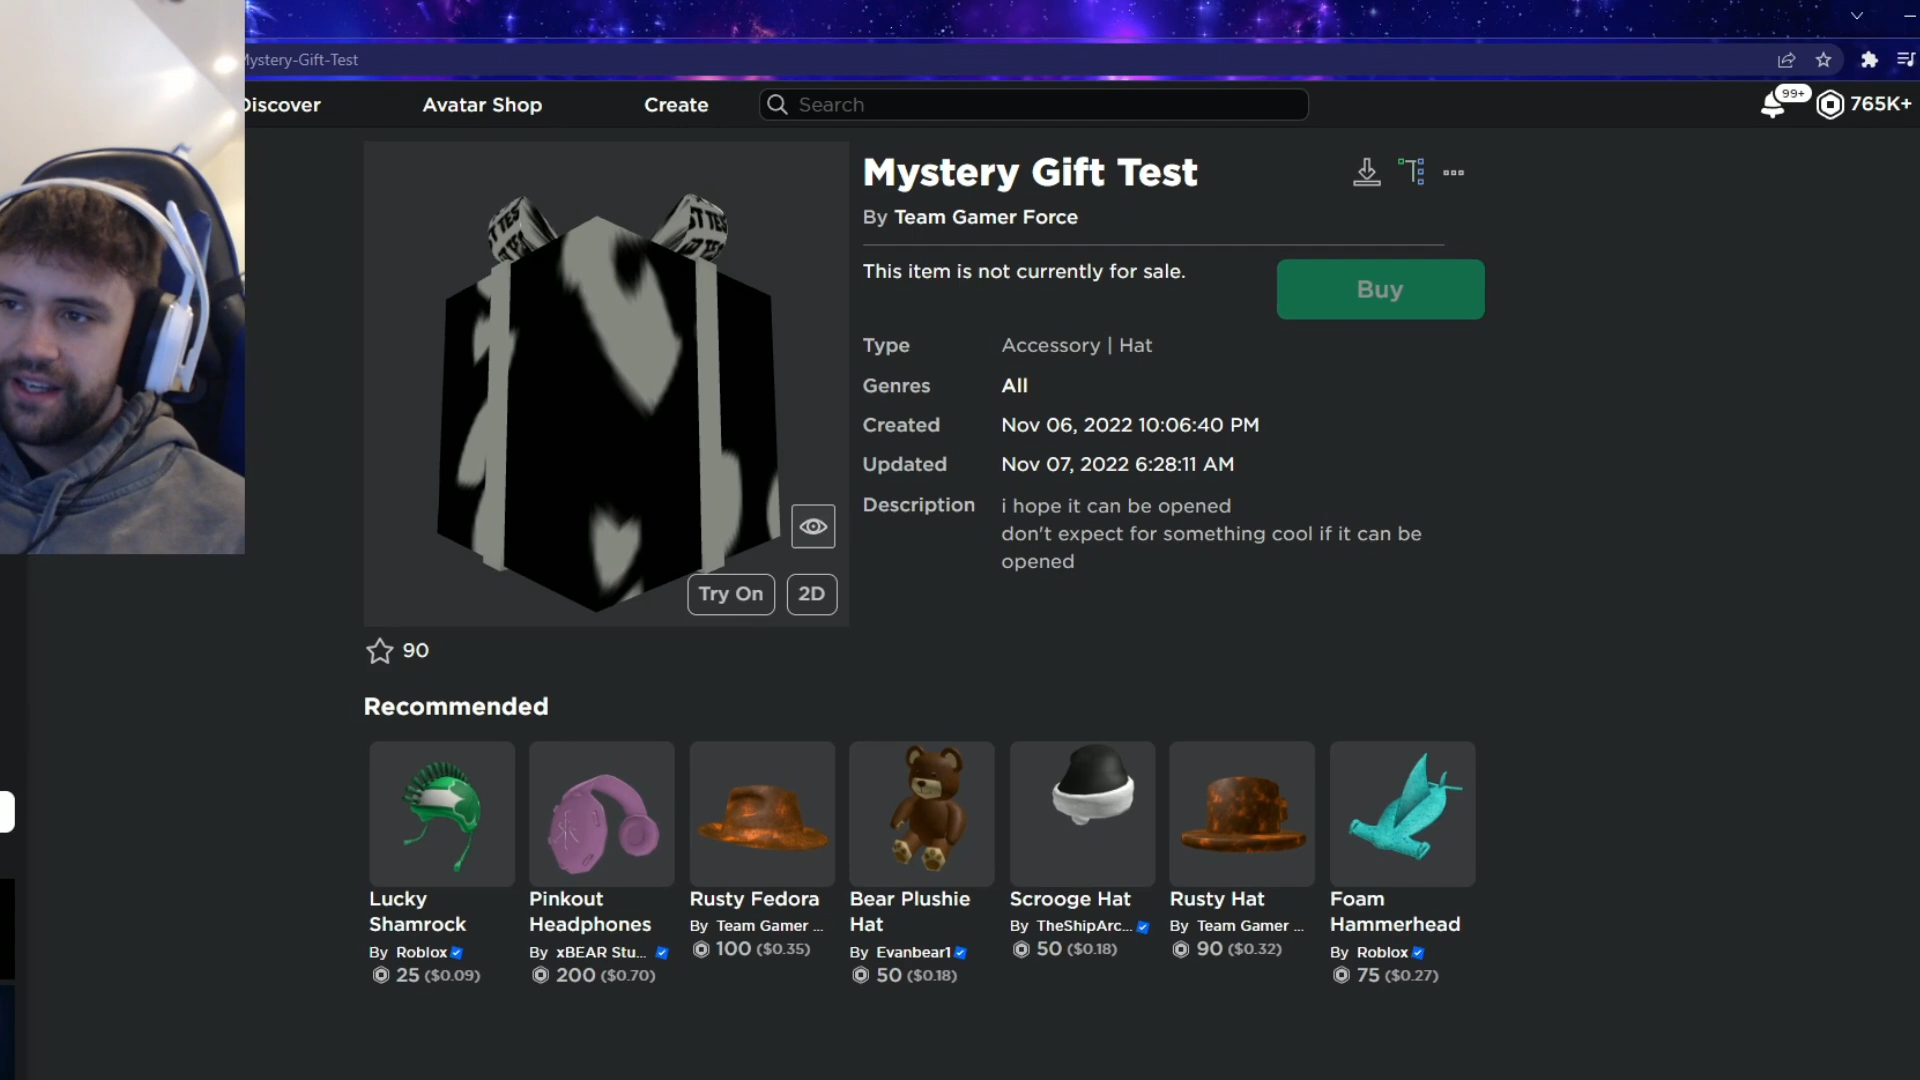 Mystery-Gift-Test
Discover
Avatar Shop
Create
Search
99+
765K+
Mystery Gift Test
By Team Gamer Force
This item is not currently for sale.
Buy
Type
Accessory | Hat
Genres
All
Created
Nov 06, 2022 10:06:40 PM
Updated
Nov 07, 2022 6:28:11 AM
Description
i hope it can be opened
don't expect for something cool if it can be
opened
Try On
2D
90
Recommended
Lucky
Shamrock
By Roblox
25 ($0.09)
Pinkout
Headphones
By xBEAR Stu...
200 ($0.70)
Rusty Fedora
By Team Gamer ...
100 ($0.35)
Bear Plushie
Hat
By Evanbear1
50 ($0.18)
Scrooge Hat
By TheShipArc...
50 ($0.18)
Rusty Hat
By Team Gamer ...
90 ($0.32)
Foam
Hammerhead
By Roblox
75 ($0.27)